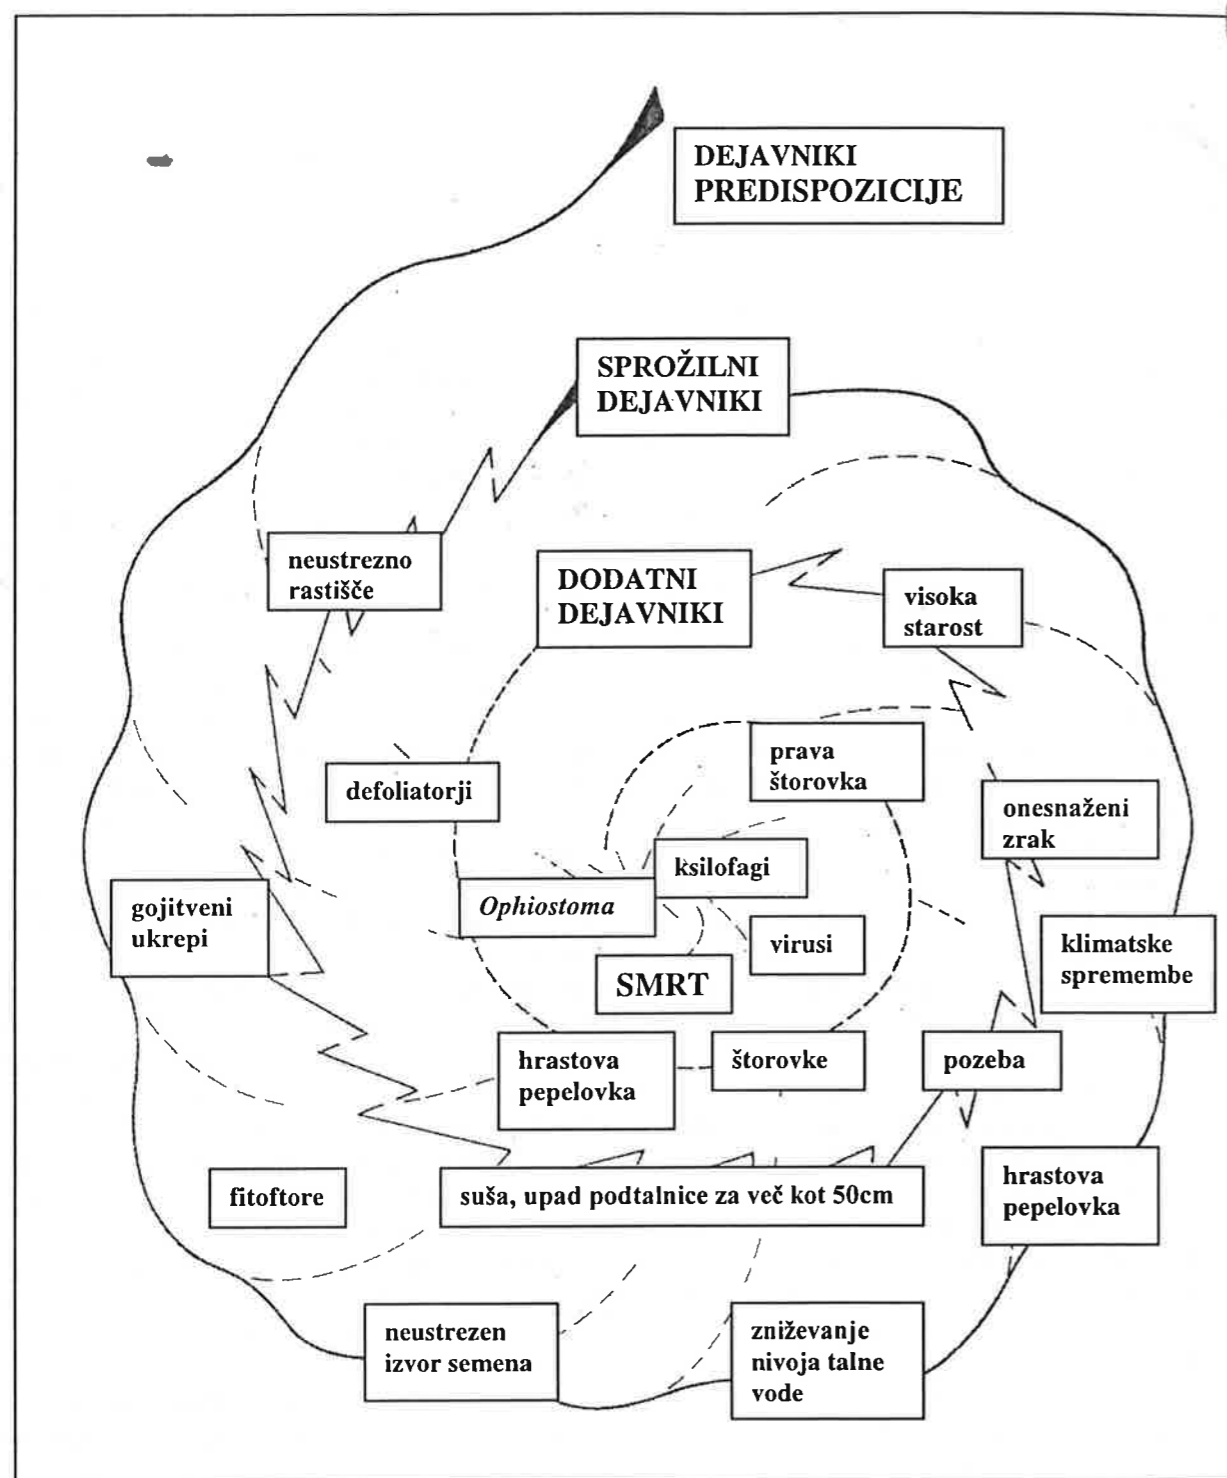 DEJAVNIKI
PREDISPOZICIJE
SPROŽILNI
DEJAVNIKI
neustrezno
rastišče
DODATNI
DEJAVNIKI
visoka
starost
prava
štorovka
defoliatorji
onesnaženi
zrak
ksilofagi
gojitveni
ukrepi
Ophiostoma
virusi
klimatske
spremembe
SMRT
hrastova
pepelovka
štorovke
pozeba
fitoftore
suša, upad podtalnice za več kot 50cm
hrastova
pepelovka
neustrezen
izvor semena
zniževanje
nivoja talne
vode